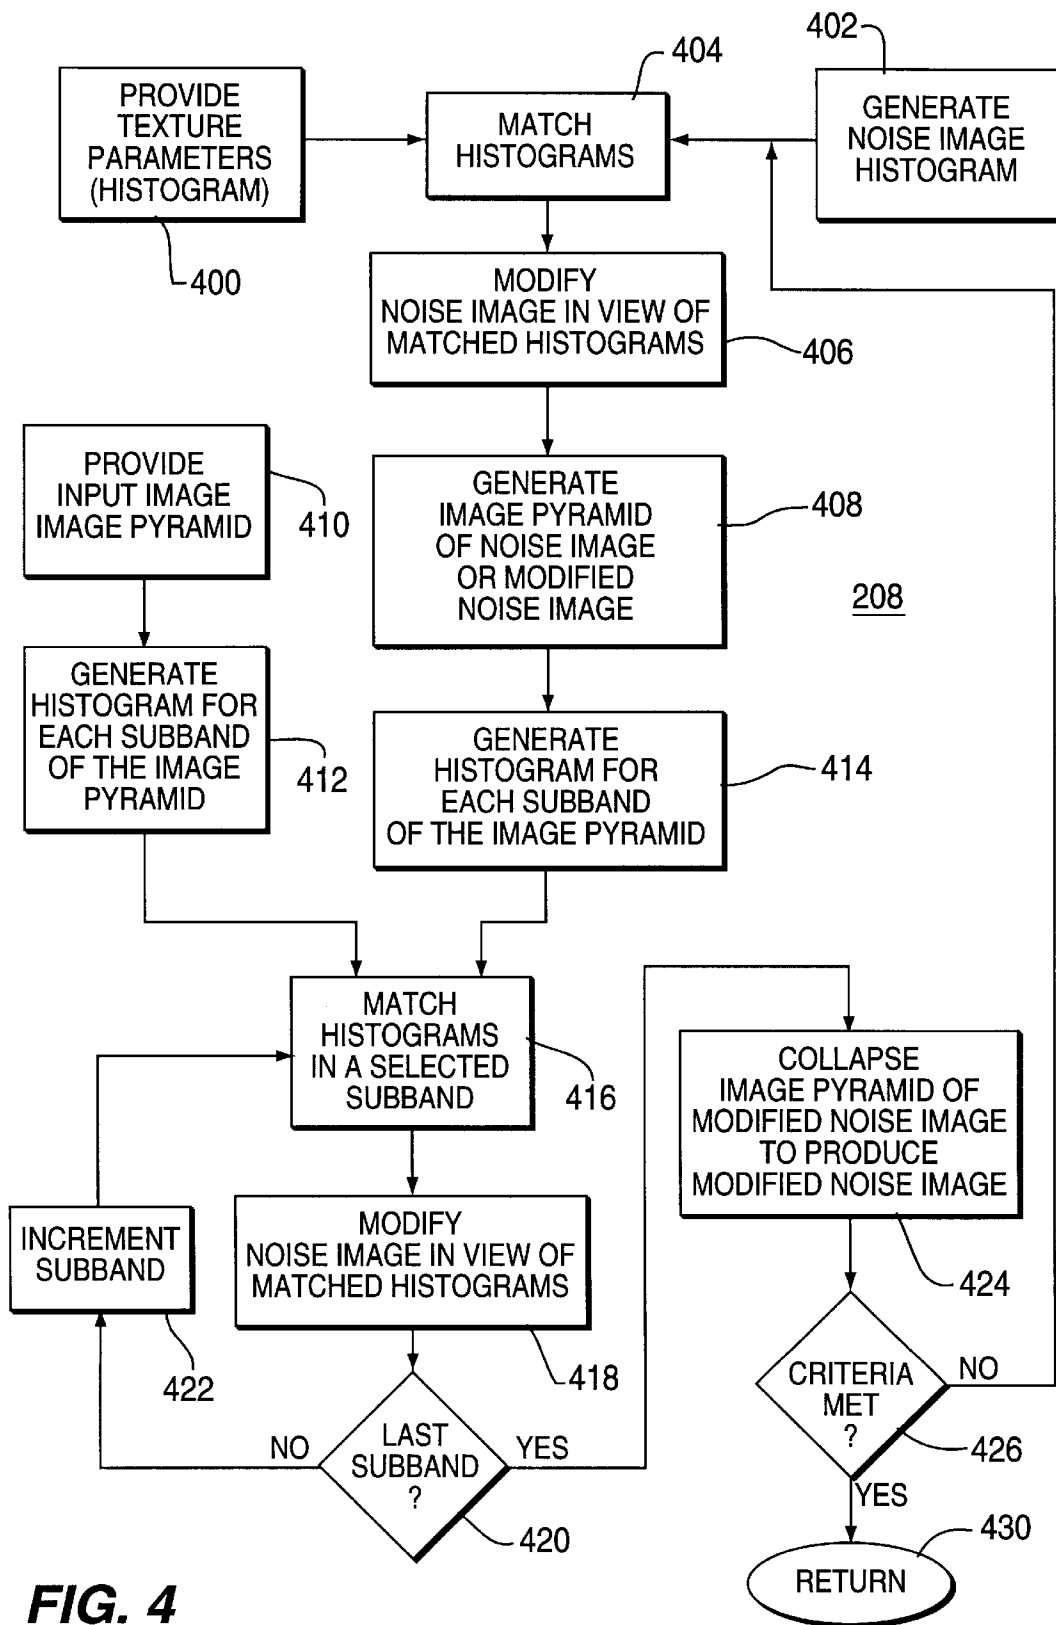 402
404
PROVIDE
TEXTURE
PARAMETERS
(HISTOGRAM)
MATCH
HISTOGRAMS
GENERATE
NOISE IMAGE
HISTOGRAM
400
MODIFY
NOISE IMAGE IN VIEW OF
MATCHED HISTOGRAMS
406
PROVIDE
INPUT IMAGE
IMAGE PYRAMID
410
GENERATE
IMAGE PYRAMID
OF NOISE IMAGE
OR MODIFIED
NOISE IMAGE
408
208
GENERATE
HISTOGRAM FOR
EACH SUBBAND
OF THE IMAGE
PYRAMID
412
GENERATE
HISTOGRAM FOR
EACH SUBBAND
OF THE IMAGE PYRAMID
414
MATCH
HISTOGRAMS
IN A SELECTED
SUBBAND
416
COLLAPSE
IMAGE PYRAMID OF
MODIFIED NOISE IMAGE
TO PRODUCE
MODIFIED NOISE IMAGE
424
INCREMENT
SUBBAND
422
MODIFY
NOISE IMAGE IN VIEW OF
MATCHED HISTOGRAMS
418
CRITERIA
MET
?
NO
426
YES
LAST
SUBBAND
?
NO
YES
420
430
RETURN
FIG. 4